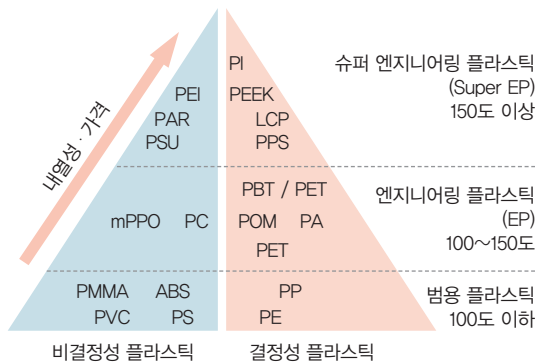 내열성 · 가격
PI
PEI
PEEK
PAR
LCP
PSU
PPS
슈퍼 엔지니어링 플라스틱
(Super EP)
150도 이상
PBT / PET
mPPO
PC
POM
PA
PET
엔지니어링 플라스틱
(EP)
100~150도
PMMA
ABS
PP
PVC
PS
PE
범용 플라스틱
100도 이하
비결정성 플라스틱
결정성 플라스틱